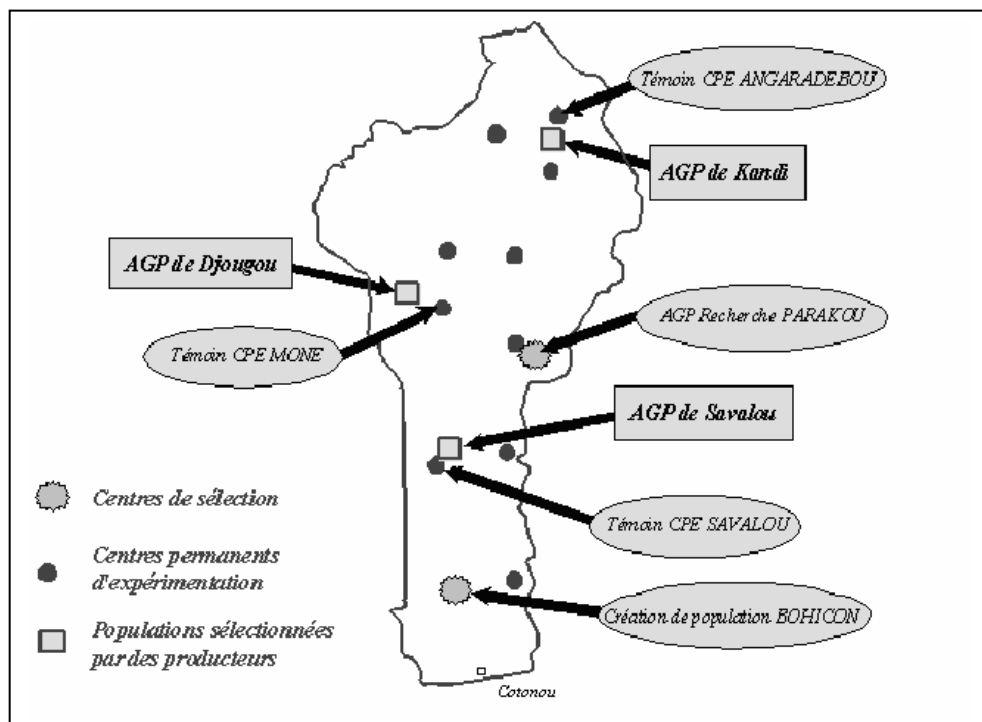 Témoin CPE ANGARADEBOU
AGP de Kandi
AGP de Djougou
AGP Recherche PARAKOU
Témoin CPE MONE
AGP de Savalou
Centres de sélection
Témoin CPE SAVALOU
Centres permanents
d'expérimentation
Création de population BOHICON
Populations sélectionnées
par des producteurs
Cotonou